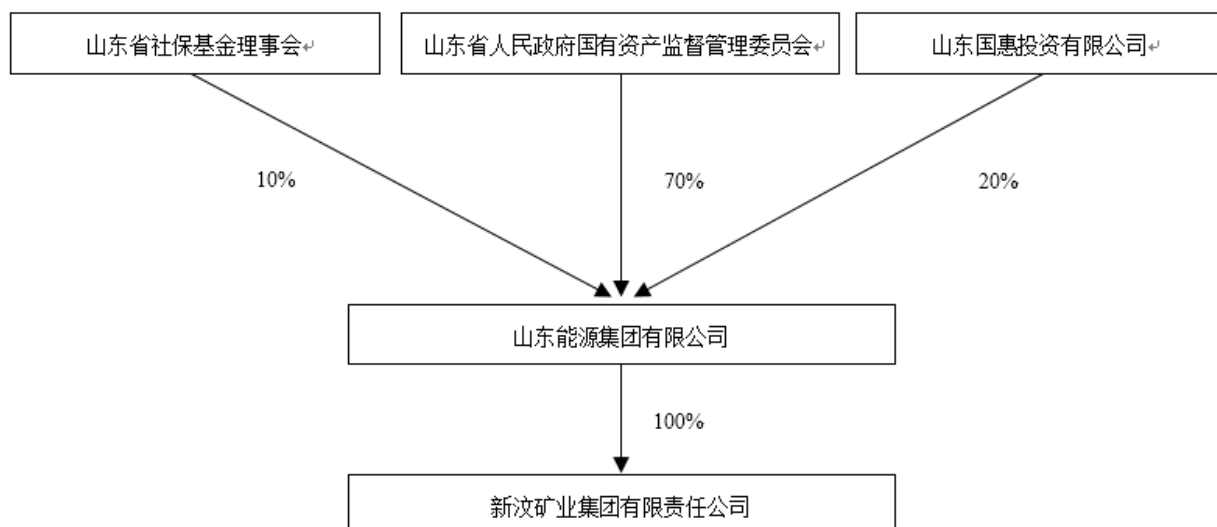 山东省社保基金理事会↵
山东省人民政府国有资产监督管理委员会↵
山东国惠投资有限公司↵
10%
70%
20%
山东能源集团有限公司
100%
新汶矿业集团有限责任公司